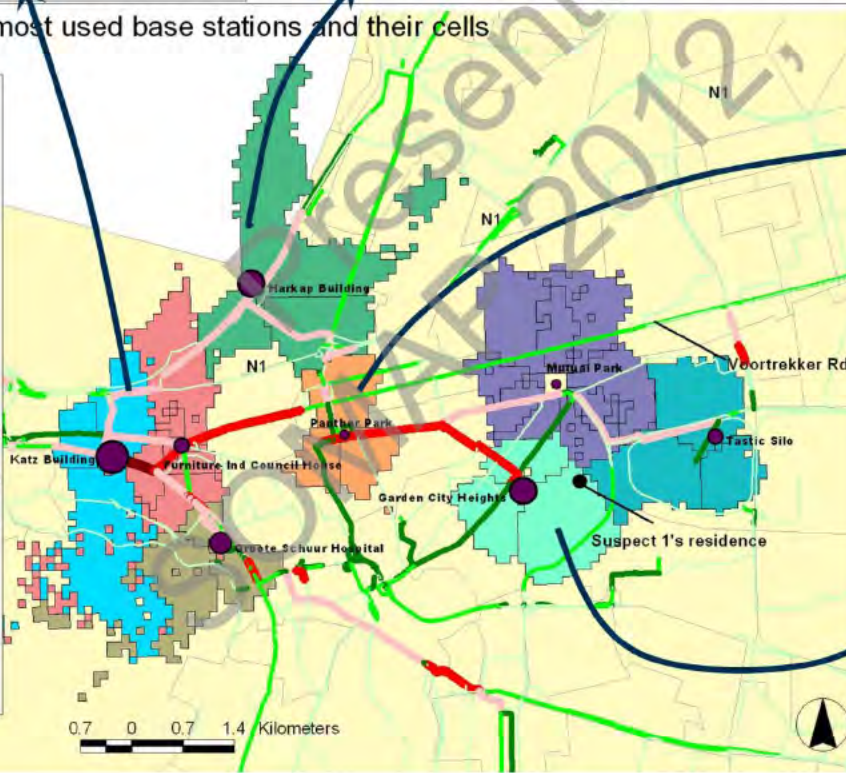 most used base stations and their cells
N1
N1
Harkap Building
N1
Voortrekker Rd
Mutual Park
Panther Park
Tastic Silo
Katz Building
Furniture Ind Council House
Garden City Heights
Suspect 1's residence
Groote Schuur Hospital
0.7 0 0.7 1.4 Kilometers
Present
2012,